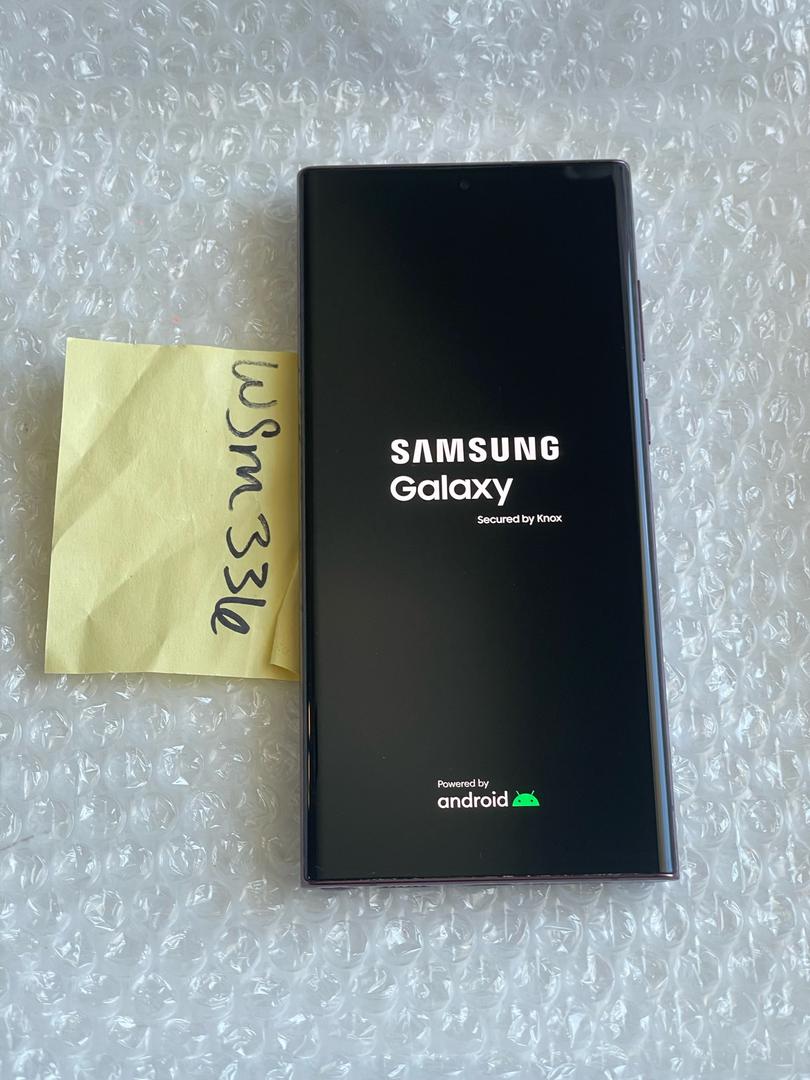 wsm336
SAMSUNG
Galaxy
Secured by Knox
Powered by
android